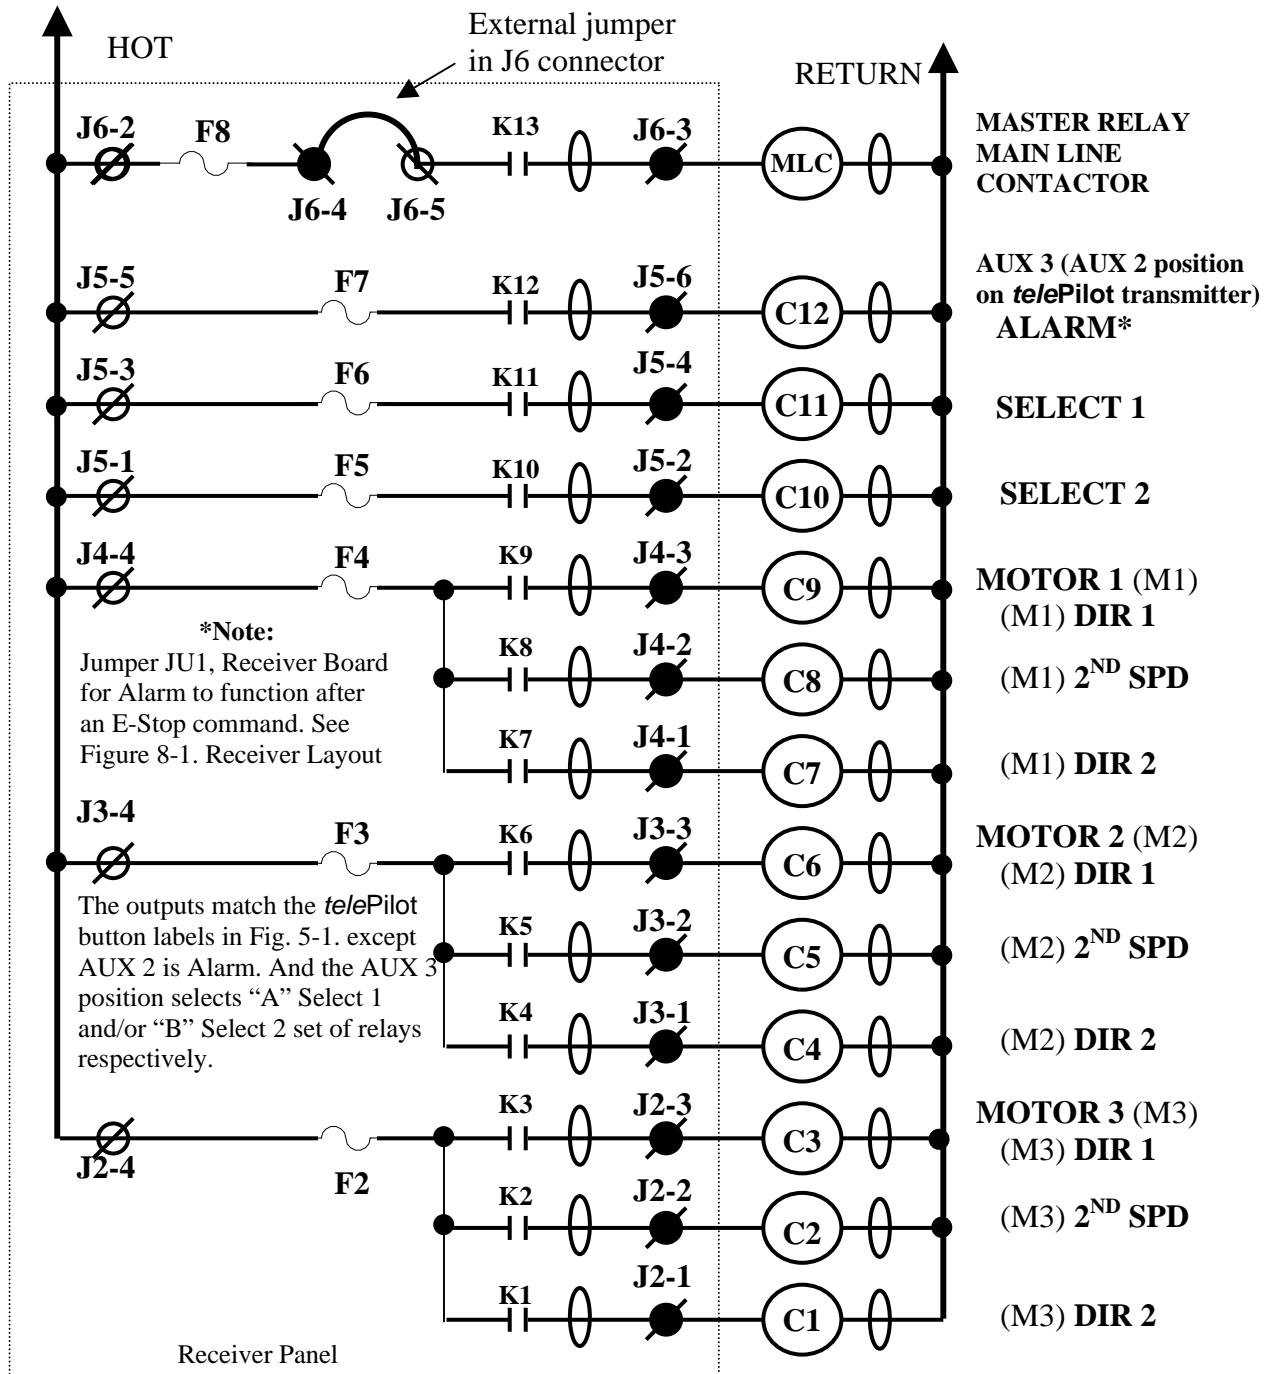 HOT
External jumper
in J6 connector
RETURN
J6-2
F8
K13
J6-3
MLC
MASTER RELAY
MAIN LINE
CONTACTOR
J6-4
J6-5
J5-5
F7
K12
J5-6
C12
AUX 3 (AUX 2 position
on telePilot transmitter)
ALARM*
J5-3
F6
K11
J5-4
C11
SELECT 1
J5-1
F5
K10
J5-2
C10
SELECT 2
J4-4
F4
K9
J4-3
C9
MOTOR 1 (M1)
(M1) DIR 1
*Note:
Jumper JU1, Receiver Board
for Alarm to function after
an E-Stop command. See
Figure 8-1. Receiver Layout
K8
J4-2
C8
(M1) 2ND SPD
K7
J4-1
C7
(M1) DIR 2
J3-4
F3
K6
J3-3
C6
MOTOR 2 (M2)
(M2) DIR 1
The outputs match the telePilot
button labels in Fig. 5-1. except
AUX 2 is Alarm. And the AUX 3
position selects “A” Select 1
and/or “B” Select 2 set of relays
respectively.
K5
J3-2
C5
(M2) 2ND SPD
K4
J3-1
C4
(M2) DIR 2
J2-4
F2
K3
J2-3
C3
MOTOR 3 (M3)
(M3) DIR 1
K2
J2-2
C2
(M3) 2ND SPD
K1
J2-1
C1
(M3) DIR 2
Receiver Panel